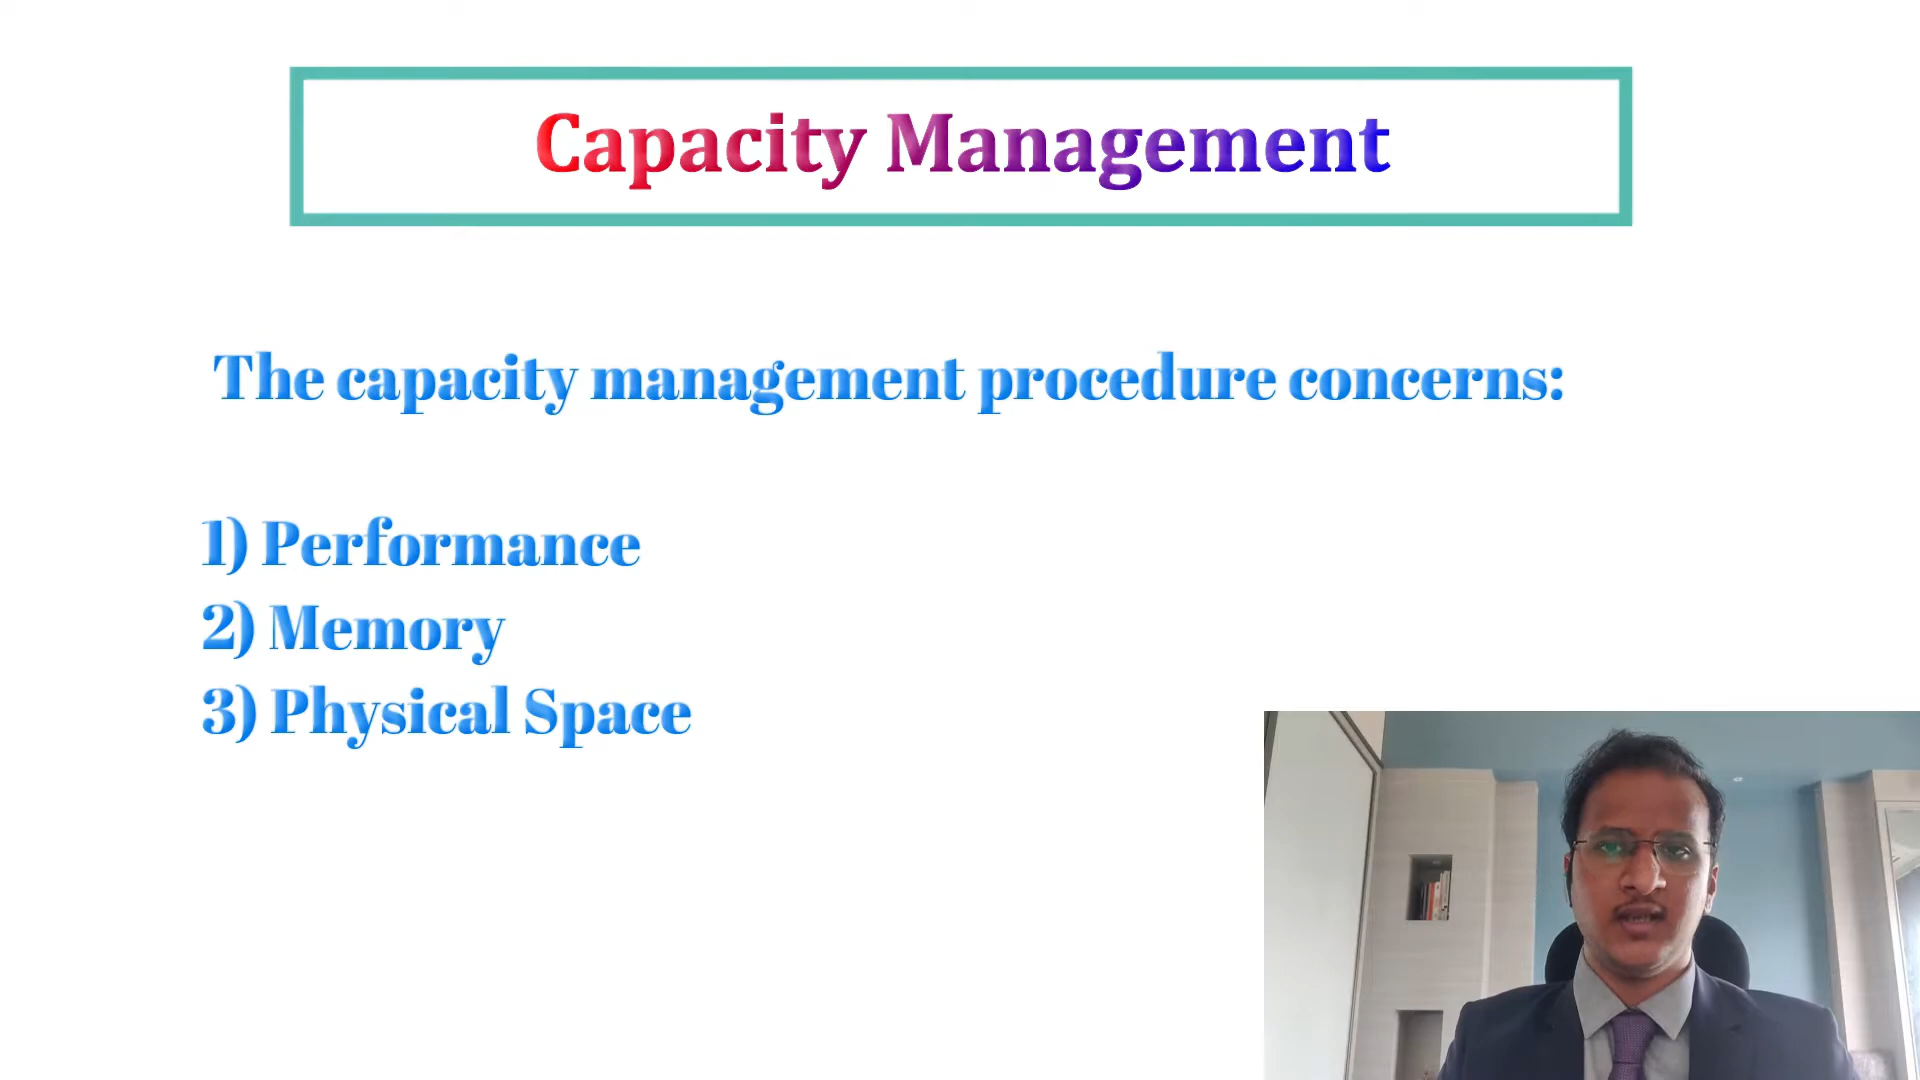 Capacity Management
The capacity management procedure concerns:
1) Performance
2) Memory
3) Physical Space